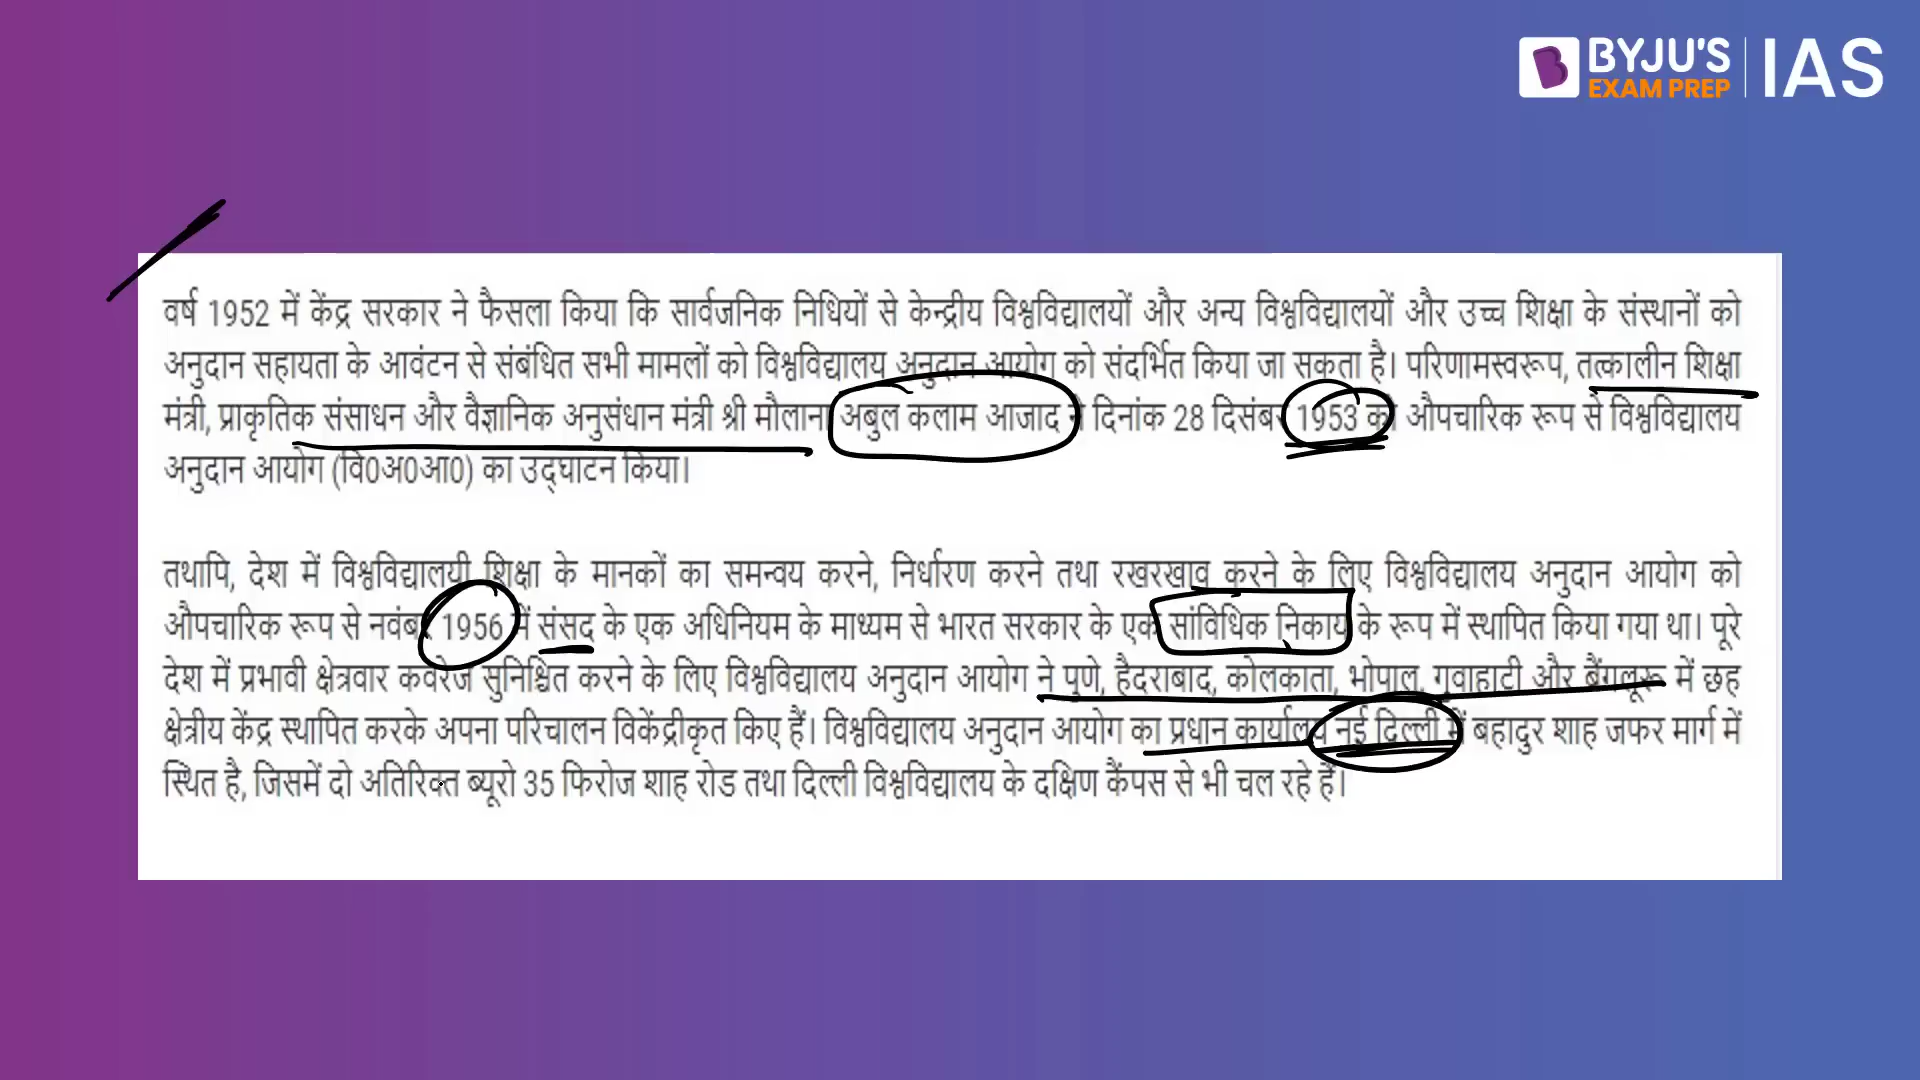 BYJU'S
EXAM PREP
IAS
वर्ष 1952 में केंद्र सरकार ने फैसला किया कि सार्वजनिक निधियों से केन्द्रीय विश्वविद्यालयों और अन्य विश्वविद्यालयों और उच्च शिक्षा के संस्थानों को
अनुदान सहायता के आवंटन से संबंधित सभी मामलों को विश्वविद्यालय अनुदान आयोग को संदर्भित किया जा सकता है। परिणामस्वरूप, तत्कालीन शिक्षा
मंत्री, प्राकृतिक संसाधन और वैज्ञानिक अनुसंधान मंत्री श्री मौलाना अबुल कलाम आजाद ने दिनांक 28 दिसंबर 1953 को औपचारिक रूप से विश्वविद्यालय
अनुदान आयोग (वि0अ0आ0) का उद्घाटन किया।
तथापि, देश में विश्वविद्यालयी शिक्षा के मानकों का समन्वय करने, निर्धारण करने तथा रखरखाव करने के लिए विश्वविद्यालय अनुदान आयोग को
औपचारिक रूप से नवंबर 1956 में संसद के एक अधिनियम के माध्यम से भारत सरकार के एक सांविधिक निकाय के रूप में स्थापित किया गया था। पूरे
देश में प्रभावी क्षेत्रवार कवरेज सुनिश्चित करने के लिए विश्वविद्यालय अनुदान आयोग ने पुणे, हैदराबाद, कोलकाता, भोपाल, गुवाहाटी और बैंगलूरू में छह
क्षेत्रीय केंद्र स्थापित करके अपना परिचालन विकेंद्रीकृत किए हैं। विश्वविद्यालय अनुदान आयोग का प्रधान कार्यालय नई दिल्ली में बहादुर शाह जफर मार्ग में
स्थित है, जिसमें दो अतिरिक्त ब्यूरो 35 फिरोज शाह रोड तथा दिल्ली विश्वविद्यालय के दक्षिण कैंपस से भी चल रहे हैं।